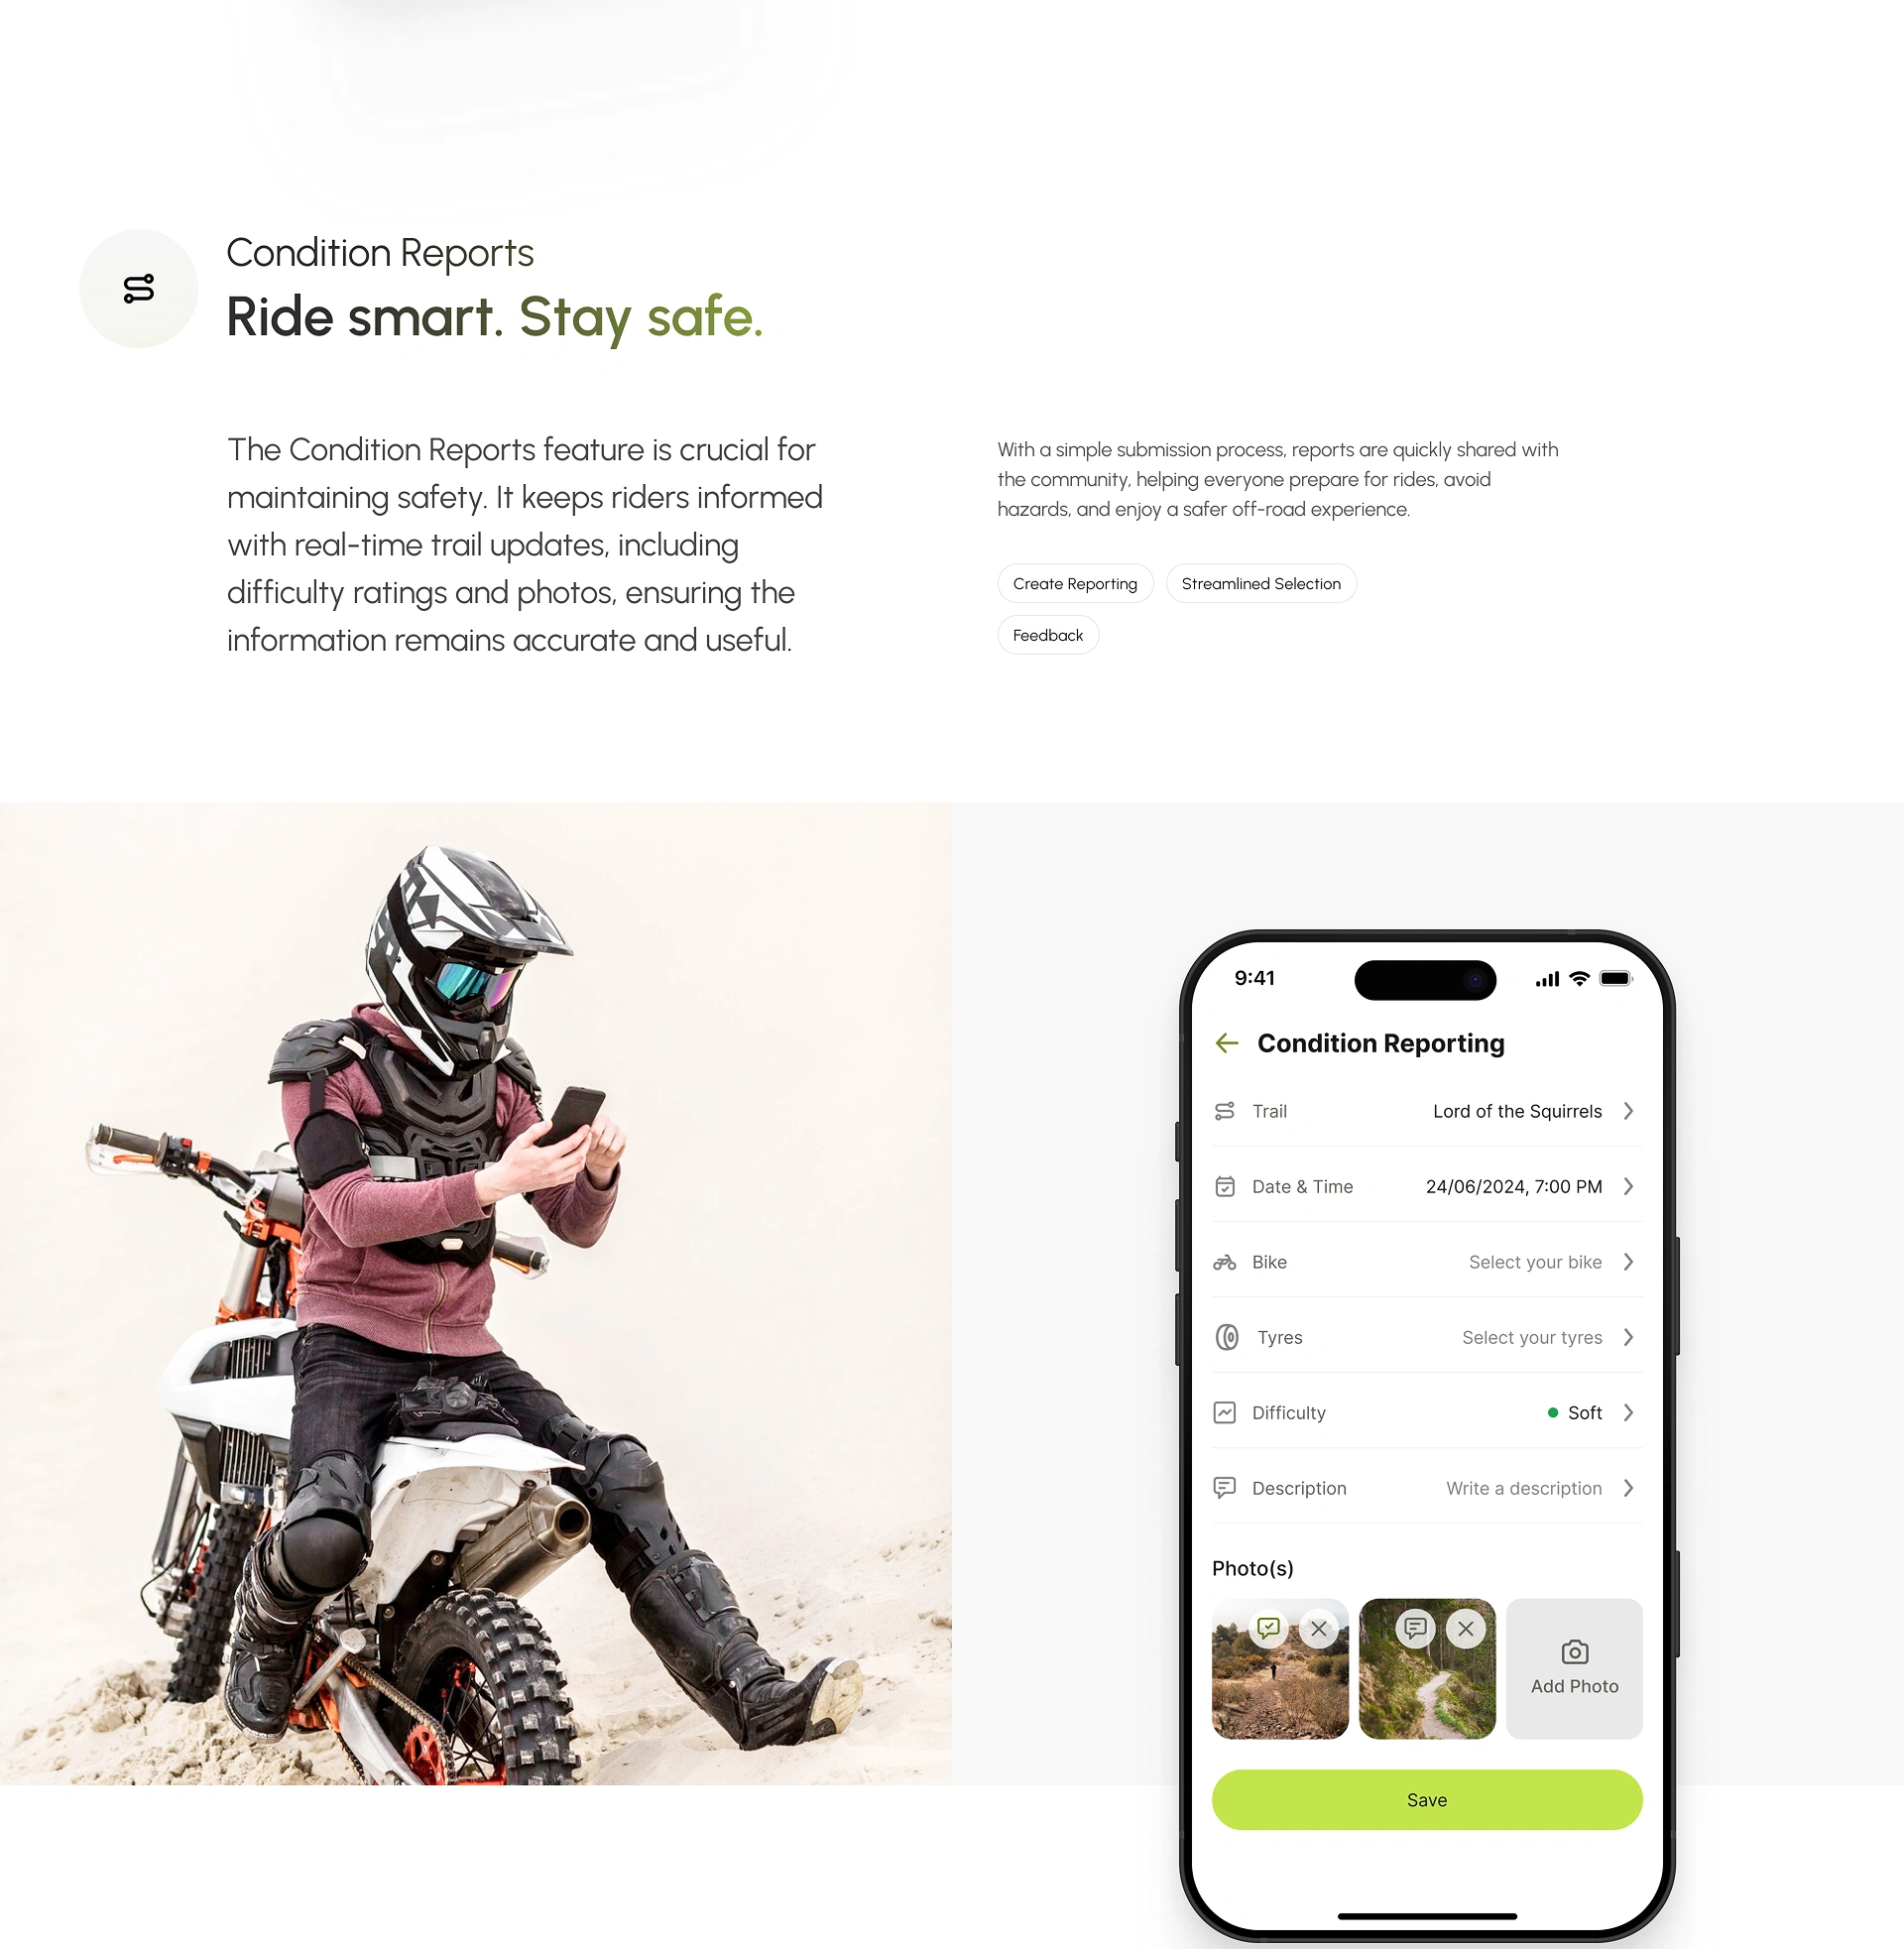 Condition Reports
Ride smart. Stay safe.
The Condition Reports feature is crucial for
maintaining safety. It keeps riders informed
with real-time trail updates, including
difficulty ratings and photos, ensuring the
information remains accurate and useful.
With a simple submission process, reports are quickly shared with
the community, helping everyone prepare for rides, avoid
hazards, and enjoy a safer off-road experience.
Create Reporting
Streamlined Selection
Feedback
9:41
Condition Reporting
Trail Lord of the Squirrels
Date & Time 24/06/2024, 7:00 PM
Bike Select your bike
Tyres Select your tyres
Difficulty Soft
Description Write a description
Photo(s)
Add Photo
Save